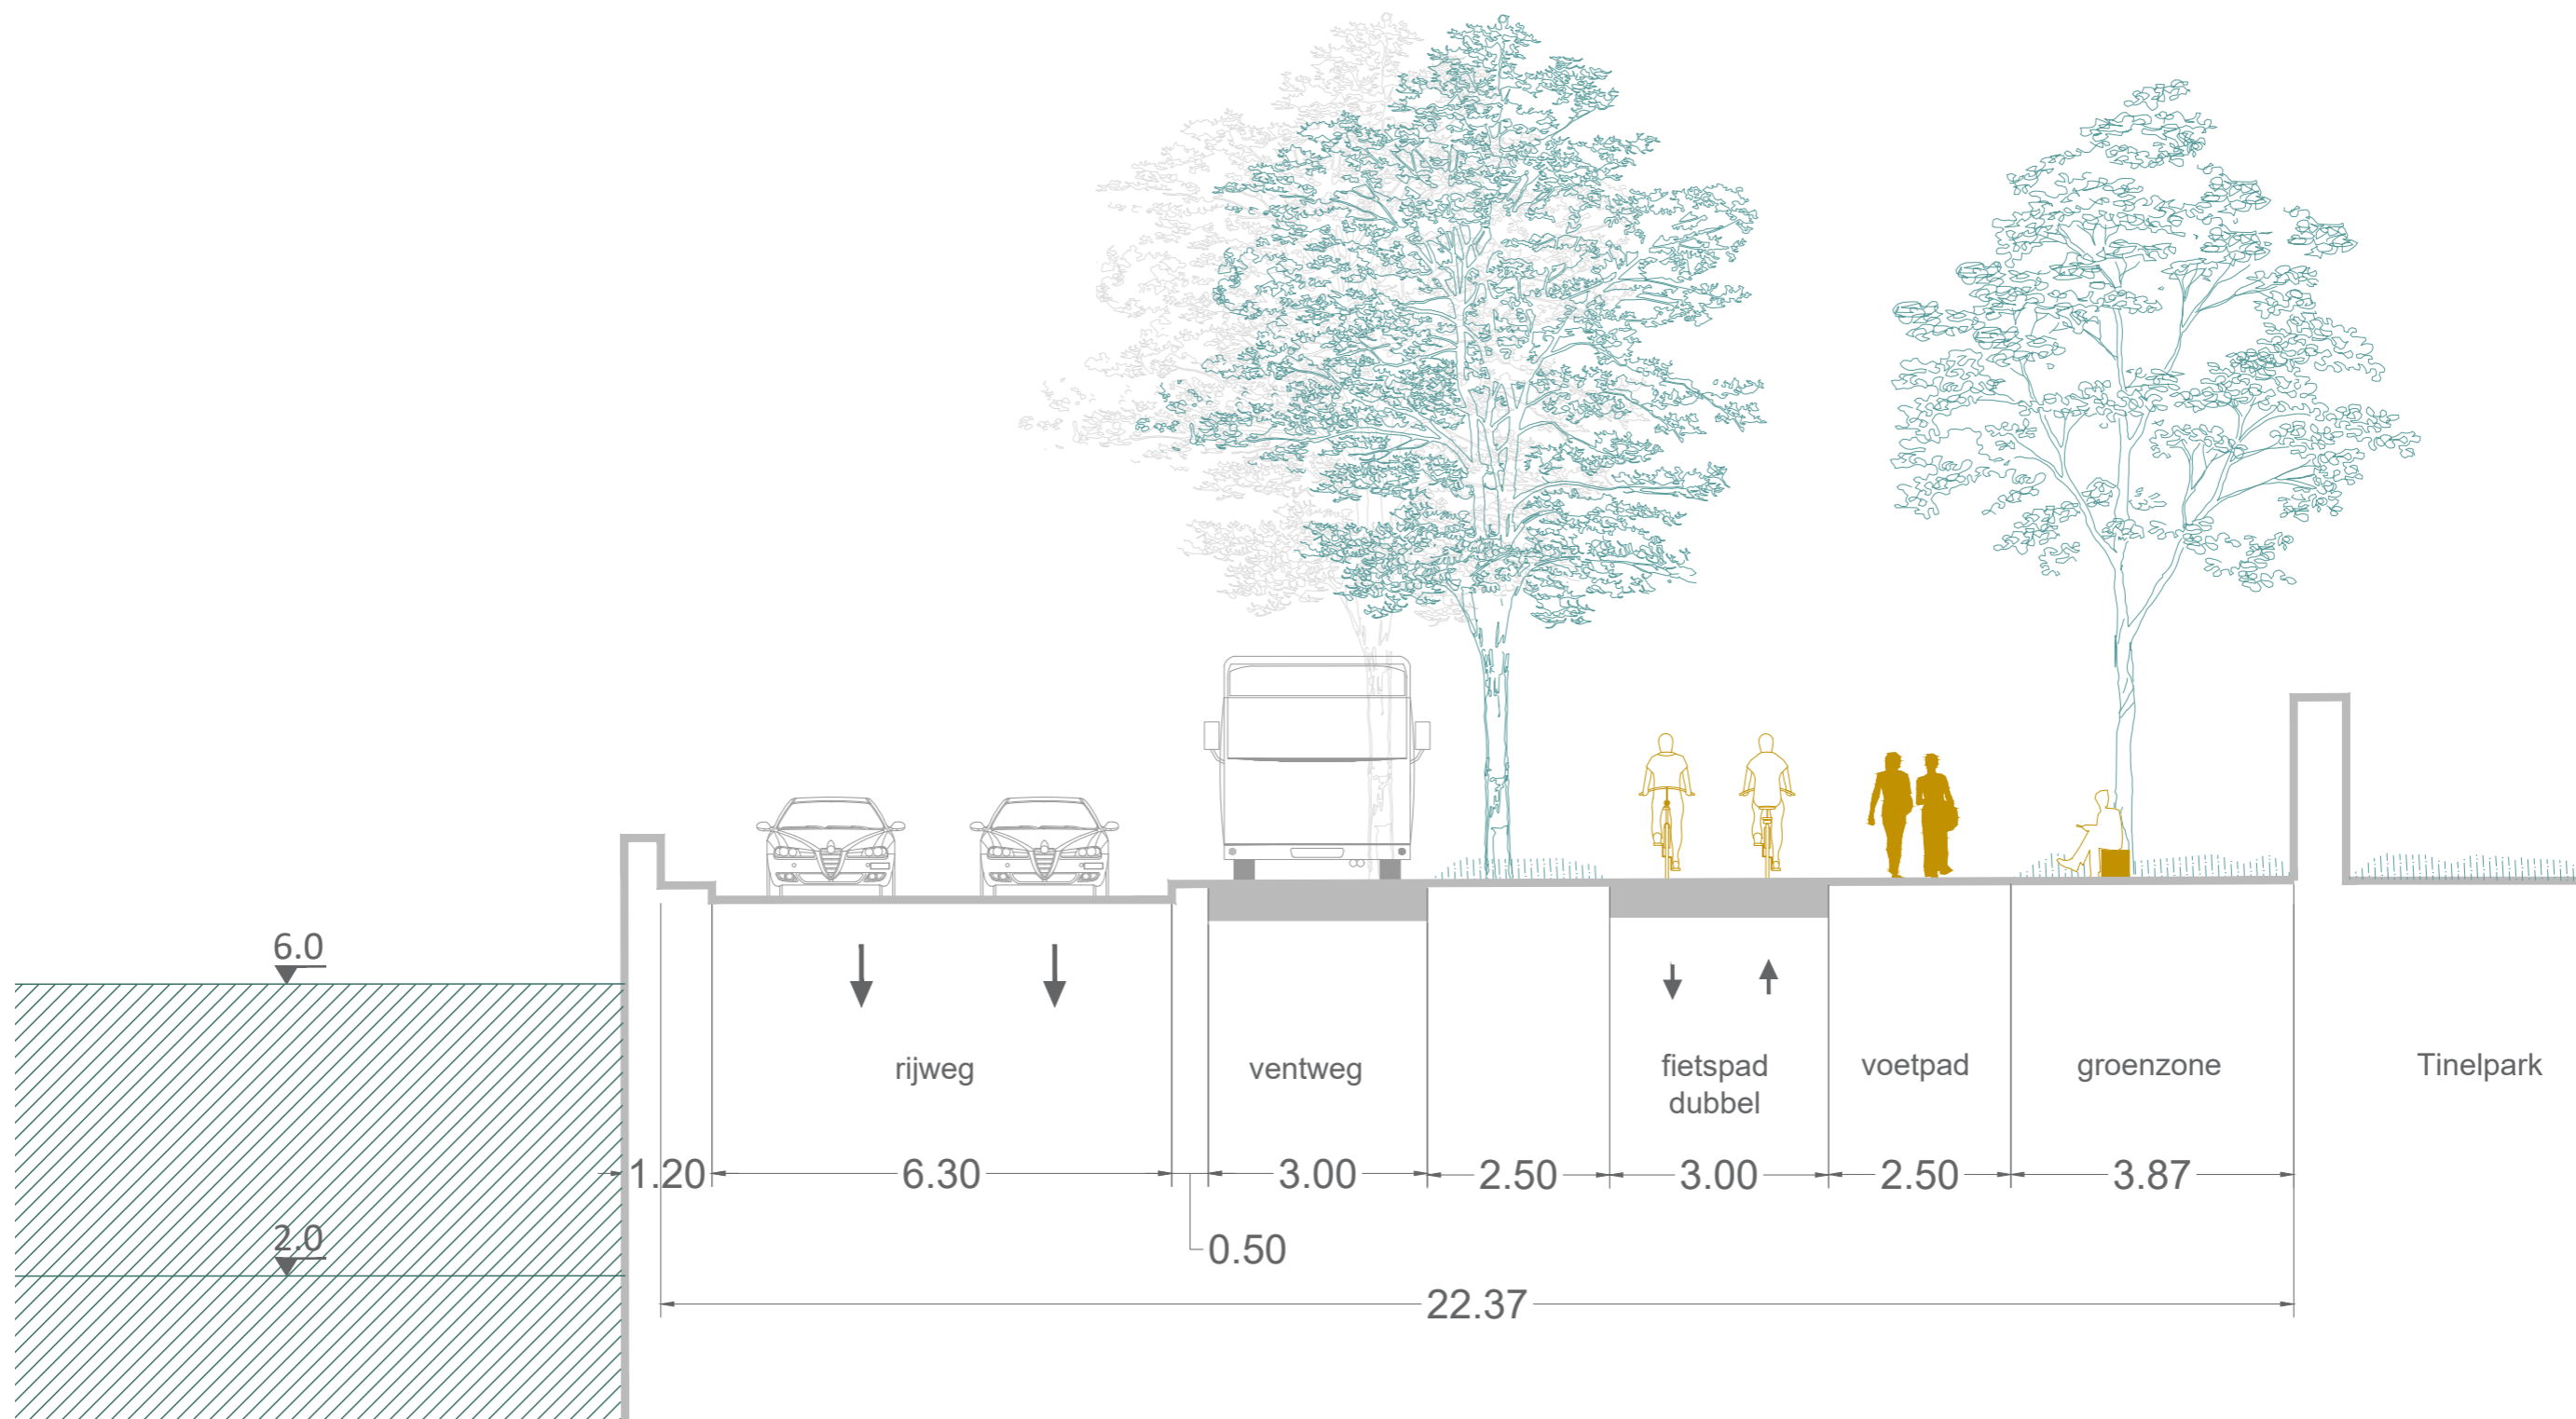 6.0
2.0
rijweg
ventweg
fietspad
dubbel
voetpad
groenzone
Tinelpark
1.20
6.30
3.00
2.50
3.00
2.50
3.87
0.50
22.37